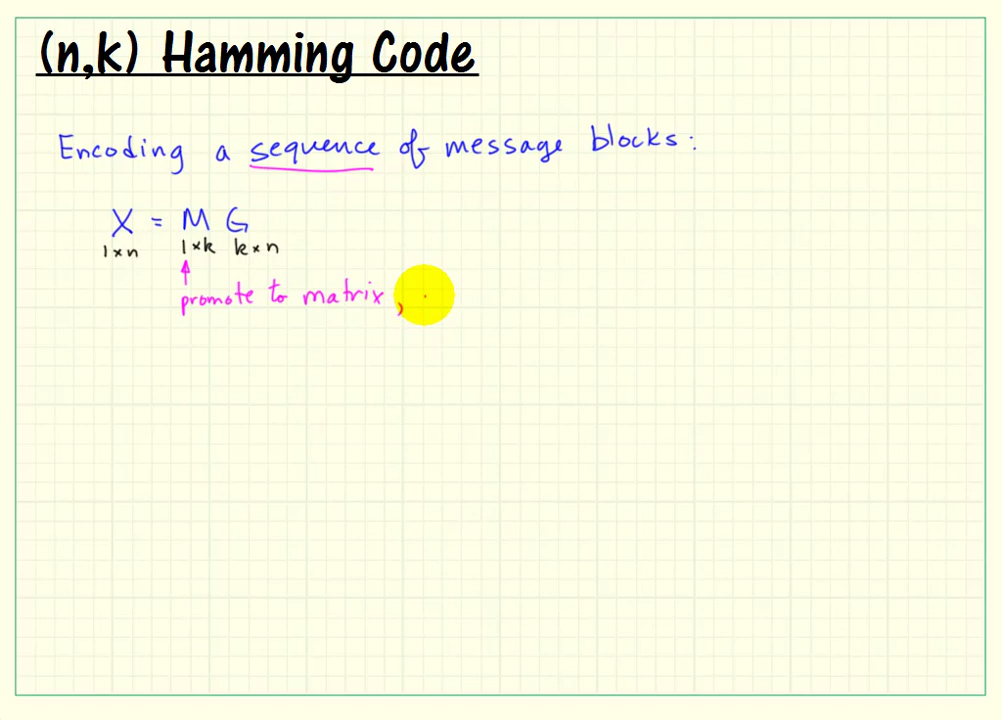 (n,k) Hamming Code
Encoding a sequence of message blocks:
X = M G
1×n 1×k k×n
promote to matrix,